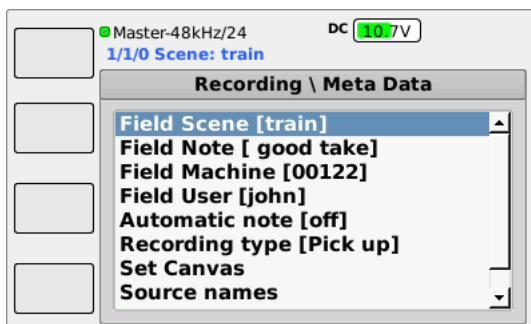 Master-48kHz/24 DC 10.7V
1/1/0 Scene: train
Recording \ Meta Data
Field Scene [train]
Field Note [ good take]
Field Machine [00122]
Field User [john]
Automatic note [off]
Recording type [Pick up]
Set Canvas
Source names